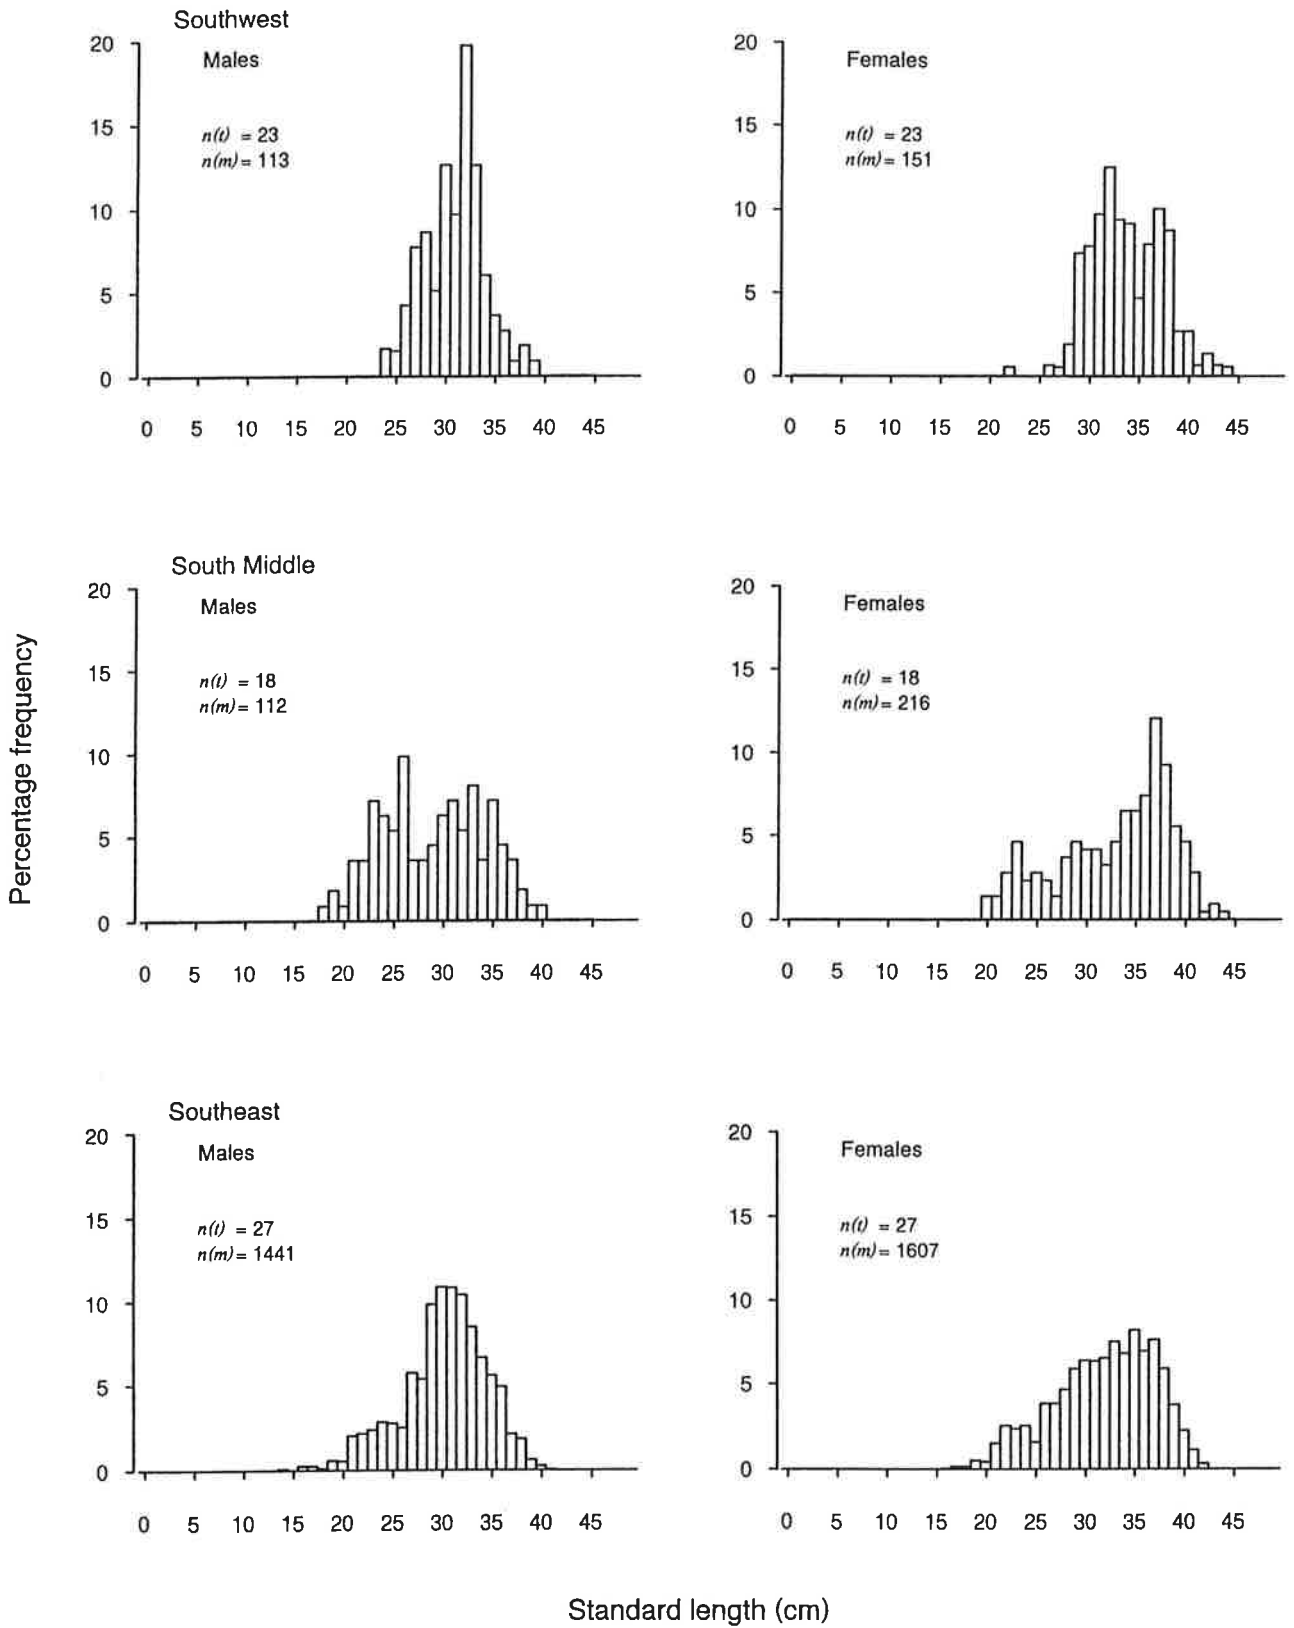 Southwest
Males
n(t) = 23
n(m) = 113
20
15
10
5
0
0 5 10 15 20 25 30 35 40 45
Females
n(t) = 23
n(m) = 151
20
15
10
5
0
0 5 10 15 20 25 30 35 40 45
South Middle
Males
n(t) = 18
n(m) = 112
20
15
10
5
0
0 5 10 15 20 25 30 35 40 45
Females
n(t) = 18
n(m) = 216
20
15
10
5
0
0 5 10 15 20 25 30 35 40 45
Percentage frequency
Southeast
Males
n(t) = 27
n(m) = 1441
20
15
10
5
0
0 5 10 15 20 25 30 35 40 45
Females
n(t) = 27
n(m) = 1607
20
15
10
5
0
0 5 10 15 20 25 30 35 40 45
Standard length (cm)